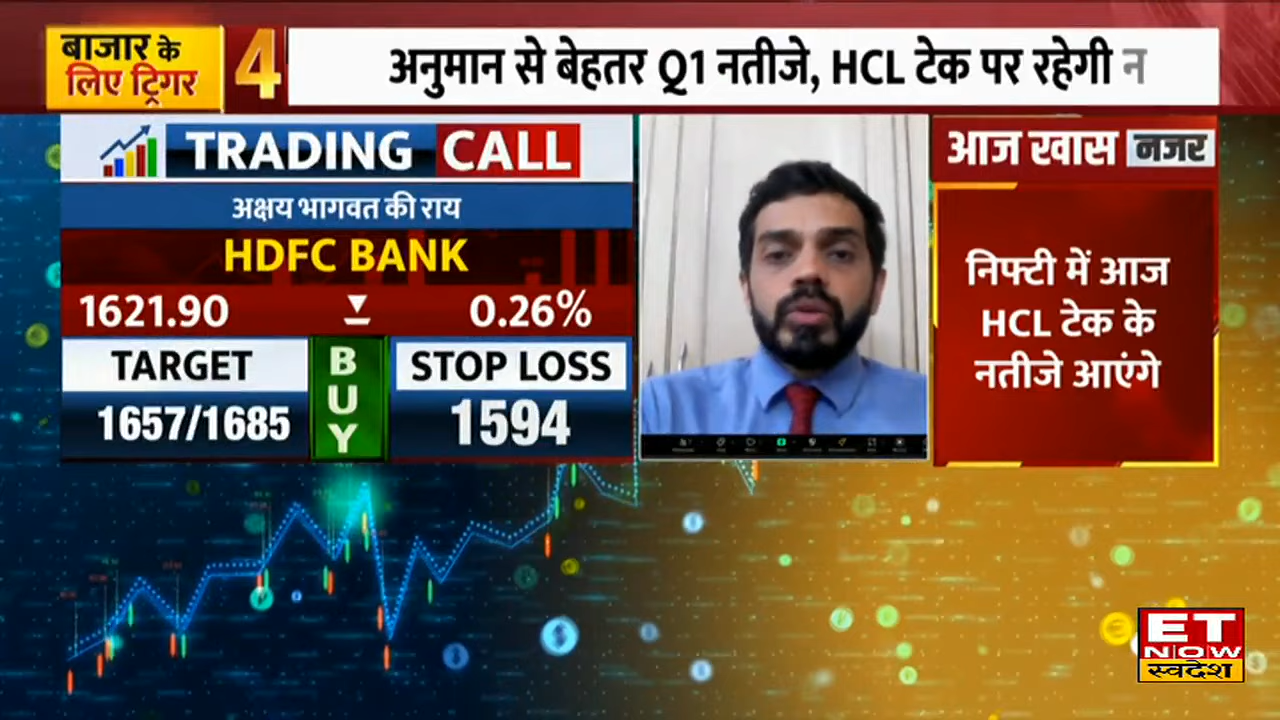 बाजार के
लिए ट्रिगर
4
अनुमान से बेहतर Q1 नतीजे, HCL टेक पर रहेगी न
TRADING CALL
अक्षय भागवत की राय
HDFC BANK
1621.90 0.26%
TARGET
1657/1685
BUY
STOP LOSS
1594
आज खास नजर
निफ्टी में आज
HCL टेक के
नतीजे आएंगे
ET
NOW
स्वदेश